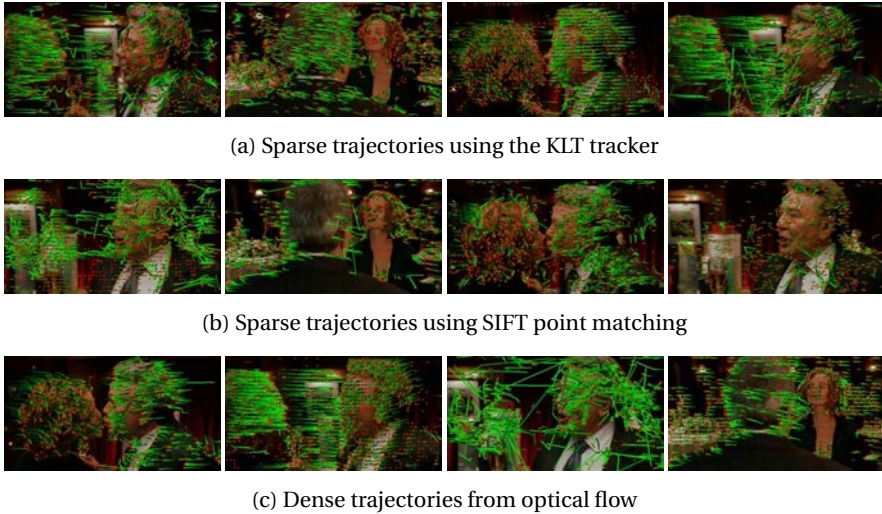 (a) Sparse trajectories using the KLT tracker
(b) Sparse trajectories using SIFT point matching
(c) Dense trajectories from optical flow